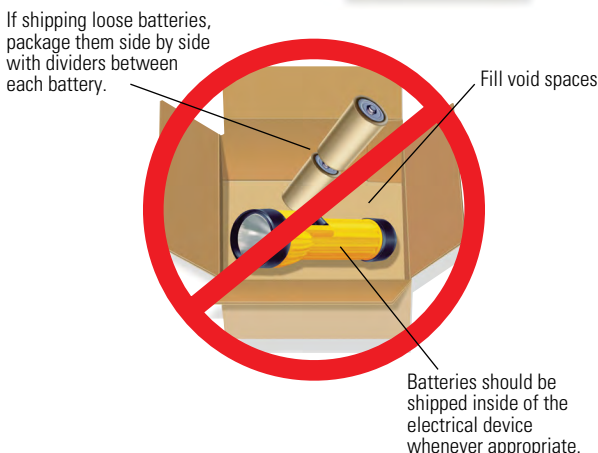 If shipping loose batteries,
package them side by side
with dividers between
each battery.
Fill void spaces
Batteries should be
shipped inside of the
electrical device
whenever appropriate.